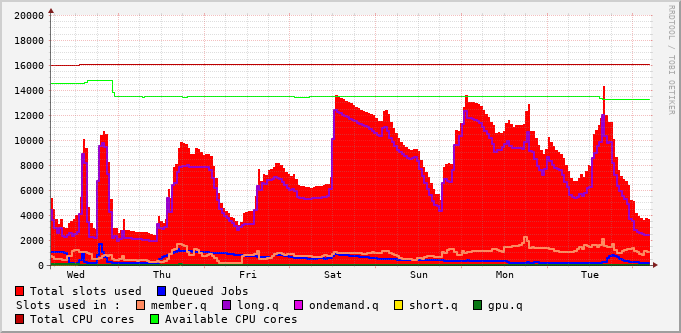 RRDTOOL / TOBI OETIKER
20000
18000
16000
14000
12000
10000
8000
6000
4000
2000
0
Wed Thu Fri Sat Sun Mon Tue
Total slots used Queued Jobs
Slots used in : member.q long.q ondemand.q short.q gpu.q
Total CPU cores Available CPU cores